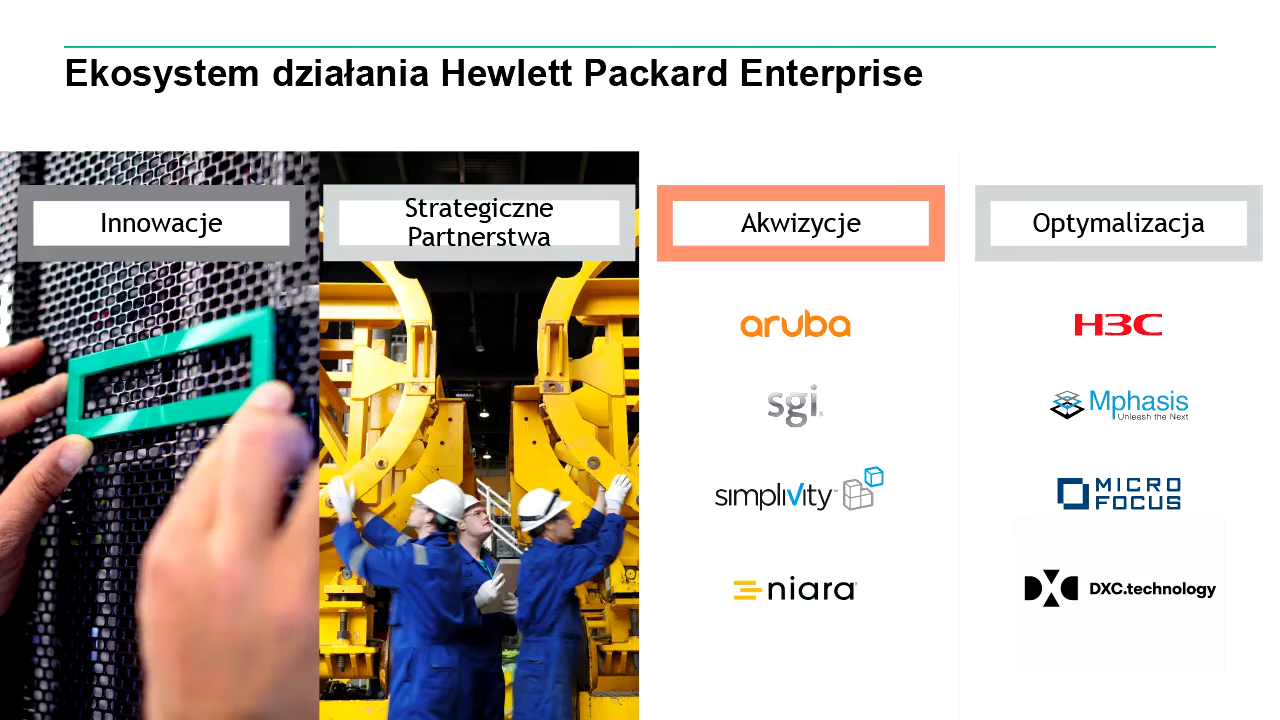 Ekosystem działania Hewlett Packard Enterprise
Innowacje
Strategiczne
Partnerstwa
Akwizycje
aruba
sgi
simplivity™
niara
Optymalizacja
H3C
Mphasis
Unleash the Next
MICRO
FOCUS
DXC.technology